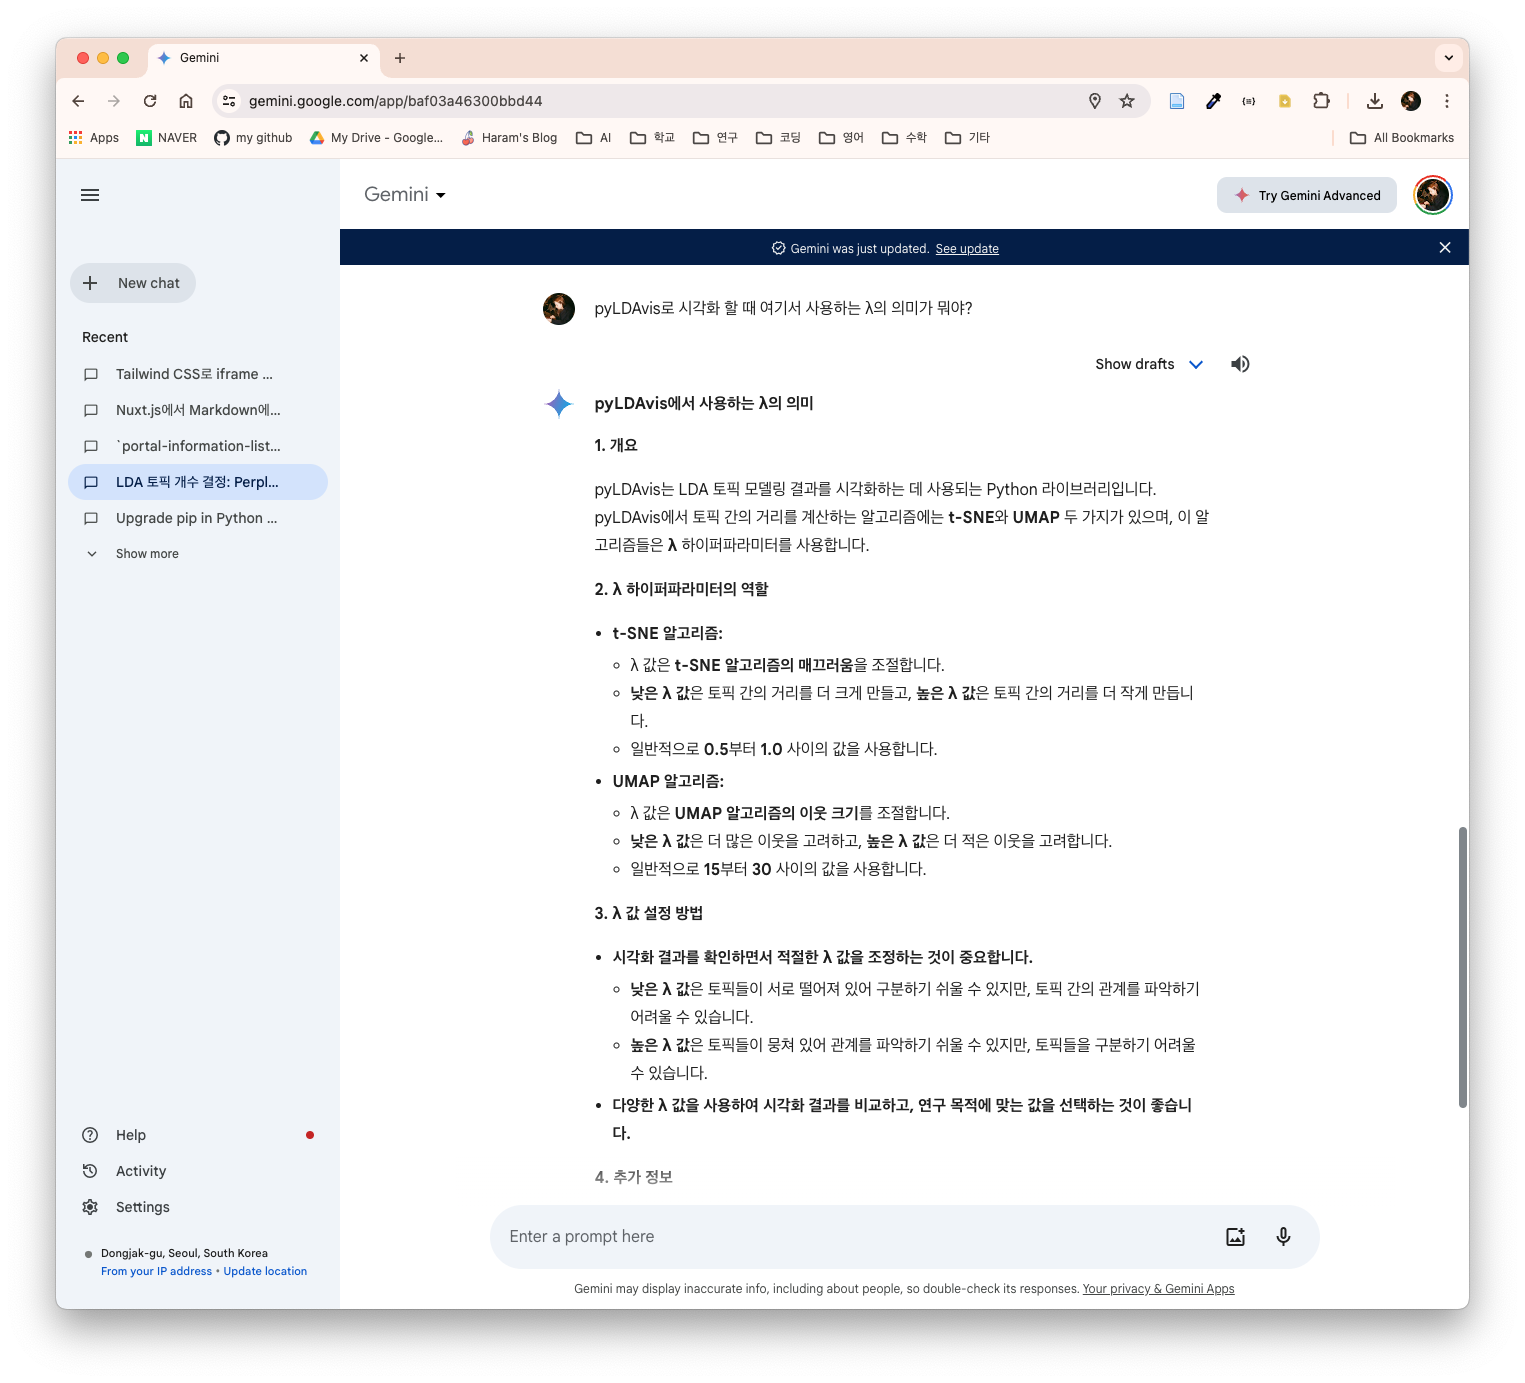 Gemini
gemini.google.com/app/baf03a46300bbd44
Apps
NAVER
my github
My Drive - Google...
Haram's Blog
AI
학교
연구
코딩
영어
수학
기타
All Bookmarks
New chat
Recent
Tailwind CSS로 iframe ...
Nuxt.js에서 Markdown에...
`portal-information-list...
LDA 토픽 개수 결정: Perpl...
Upgrade pip in Python ...
Show more
Help
Activity
Settings
Dongjak-gu, Seoul, South Korea
From your IP address • Update location
Gemini
Try Gemini Advanced
Gemini was just updated. See update
pyLDAvis로 시각화 할 때 여기서 사용하는 λ의 의미가 뭐야?
Show drafts
pyLDAvis에서 사용하는 λ의 의미
1. 개요
pyLDAvis는 LDA 토픽 모델링 결과를 시각화하는 데 사용되는 Python 라이브러리입니다.
pyLDAvis에서 토픽 간의 거리를 계산하는 알고리즘에는 t-SNE와 UMAP 두 가지가 있으며, 이 알
고리즘들은 λ 하이퍼파라미터를 사용합니다.
2. λ 하이퍼파라미터의 역할
• t-SNE 알고리즘:
◦ λ 값은 t-SNE 알고리즘의 매끄러움을 조절합니다.
◦ 낮은 λ 값은 토픽 간의 거리를 더 크게 만들고, 높은 λ 값은 토픽 간의 거리를 더 작게 만듭니
다.
◦ 일반적으로 0.5부터 1.0 사이의 값을 사용합니다.
• UMAP 알고리즘:
◦ λ 값은 UMAP 알고리즘의 이웃 크기를 조절합니다.
◦ 낮은 λ 값은 더 많은 이웃을 고려하고, 높은 λ 값은 더 적은 이웃을 고려합니다.
◦ 일반적으로 15부터 30 사이의 값을 사용합니다.
3. λ 값 설정 방법
• 시각화 결과를 확인하면서 적절한 λ 값을 조정하는 것이 중요합니다.
◦ 낮은 λ 값은 토픽들이 서로 떨어져 있어 구분하기 쉬울 수 있지만, 토픽 간의 관계를 파악하기
어려울 수 있습니다.
◦ 높은 λ 값은 토픽들이 뭉쳐 있어 관계를 파악하기 쉬울 수 있지만, 토픽들을 구분하기 어려울
수 있습니다.
• 다양한 λ 값을 사용하여 시각화 결과를 비교하고, 연구 목적에 맞는 값을 선택하는 것이 좋습니
다.
4. 추가 정보
Enter a prompt here
Gemini may display inaccurate info, including about people, so double-check its responses. Your privacy & Gemini Apps